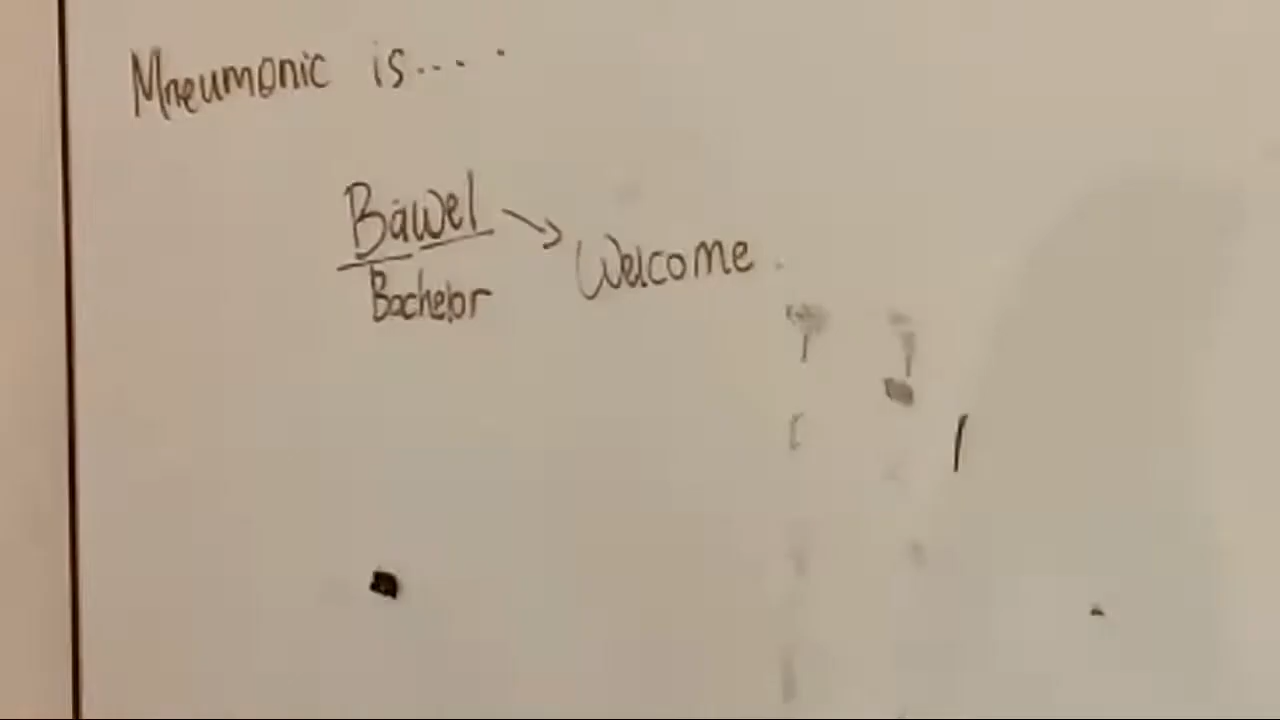 Mneumonic is.....
Bawel → Welcome.
Bachelor